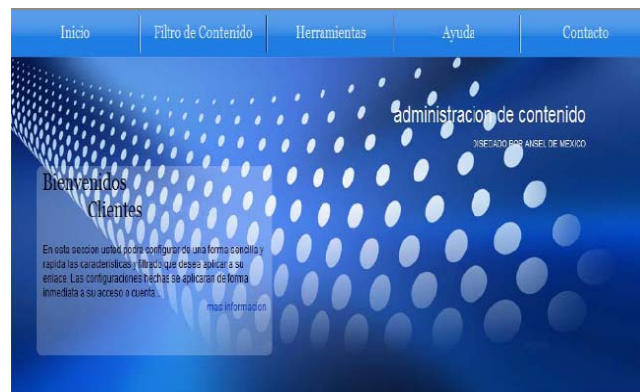 Inicio
Filtro de Contenido
Herramientas
Ayuda
Contacto
administracion de contenido
DISEÑADO POR ANSEL DE MEXICO
Bienvenidos
Clientes
En esta seccion usted podra configurar de una forma sencilla y
rapida las caracteristicas y filtrado que desea aplicar a su
enlace. Las configuraciones hechas se aplicaran de forma
inmediata a su acceso o cuenta...
mas informacion